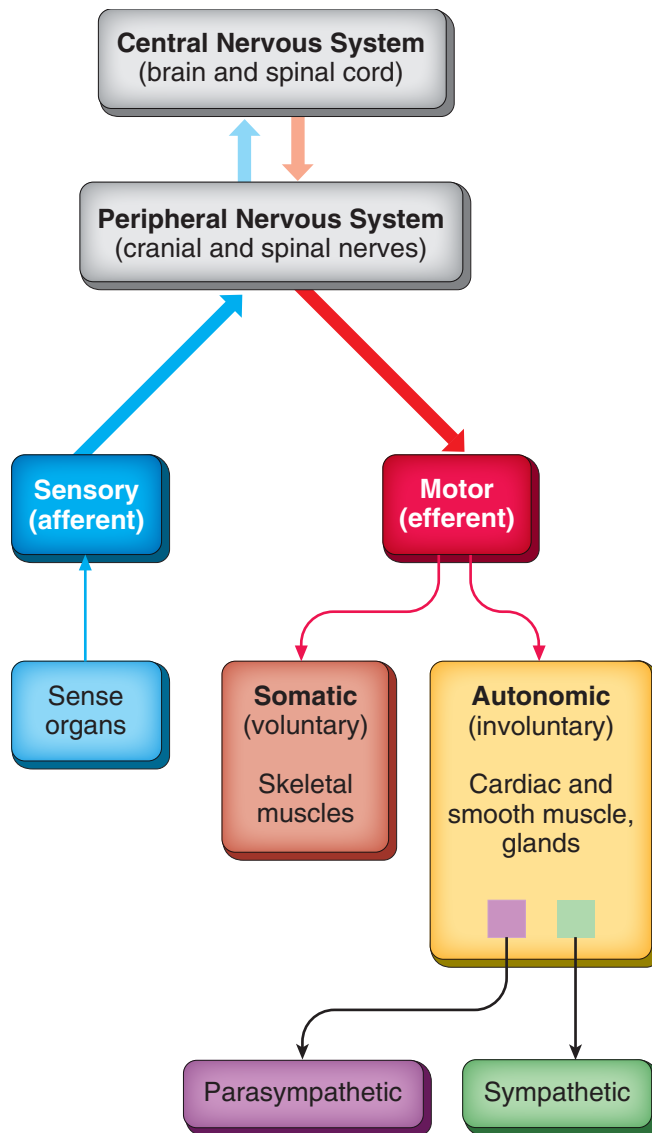 Central Nervous System
(brain and spinal cord)
Peripheral Nervous System
(cranial and spinal nerves)
Sensory
(afferent)
Motor
(efferent)
Sense
organs
Somatic
(voluntary)
Skeletal
muscles
Autonomic
(involuntary)
Cardiac and
smooth muscle,
glands
Parasympathetic
Sympathetic